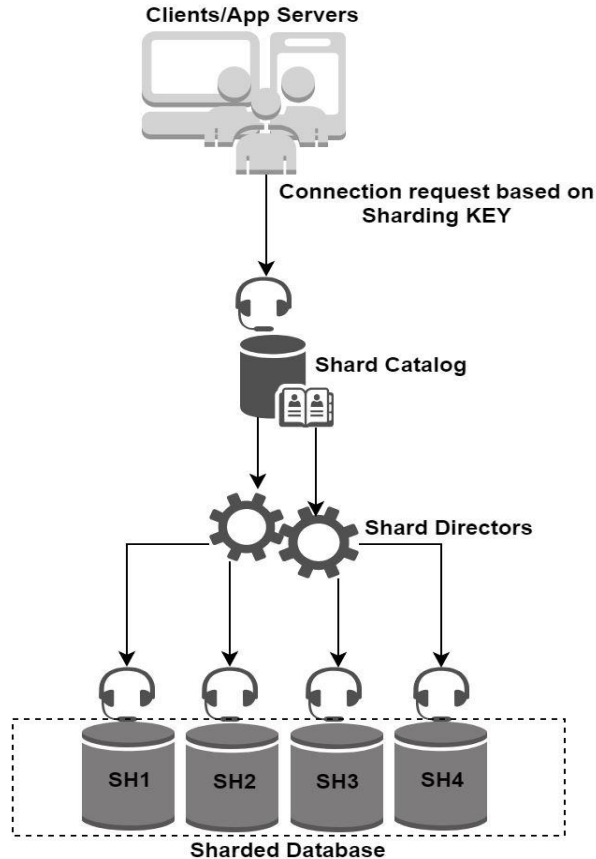 Clients/App Servers
Connection request based on
Sharding KEY
Shard Catalog
Shard Directors
SH1
SH2
SH3
SH4
Sharded Database